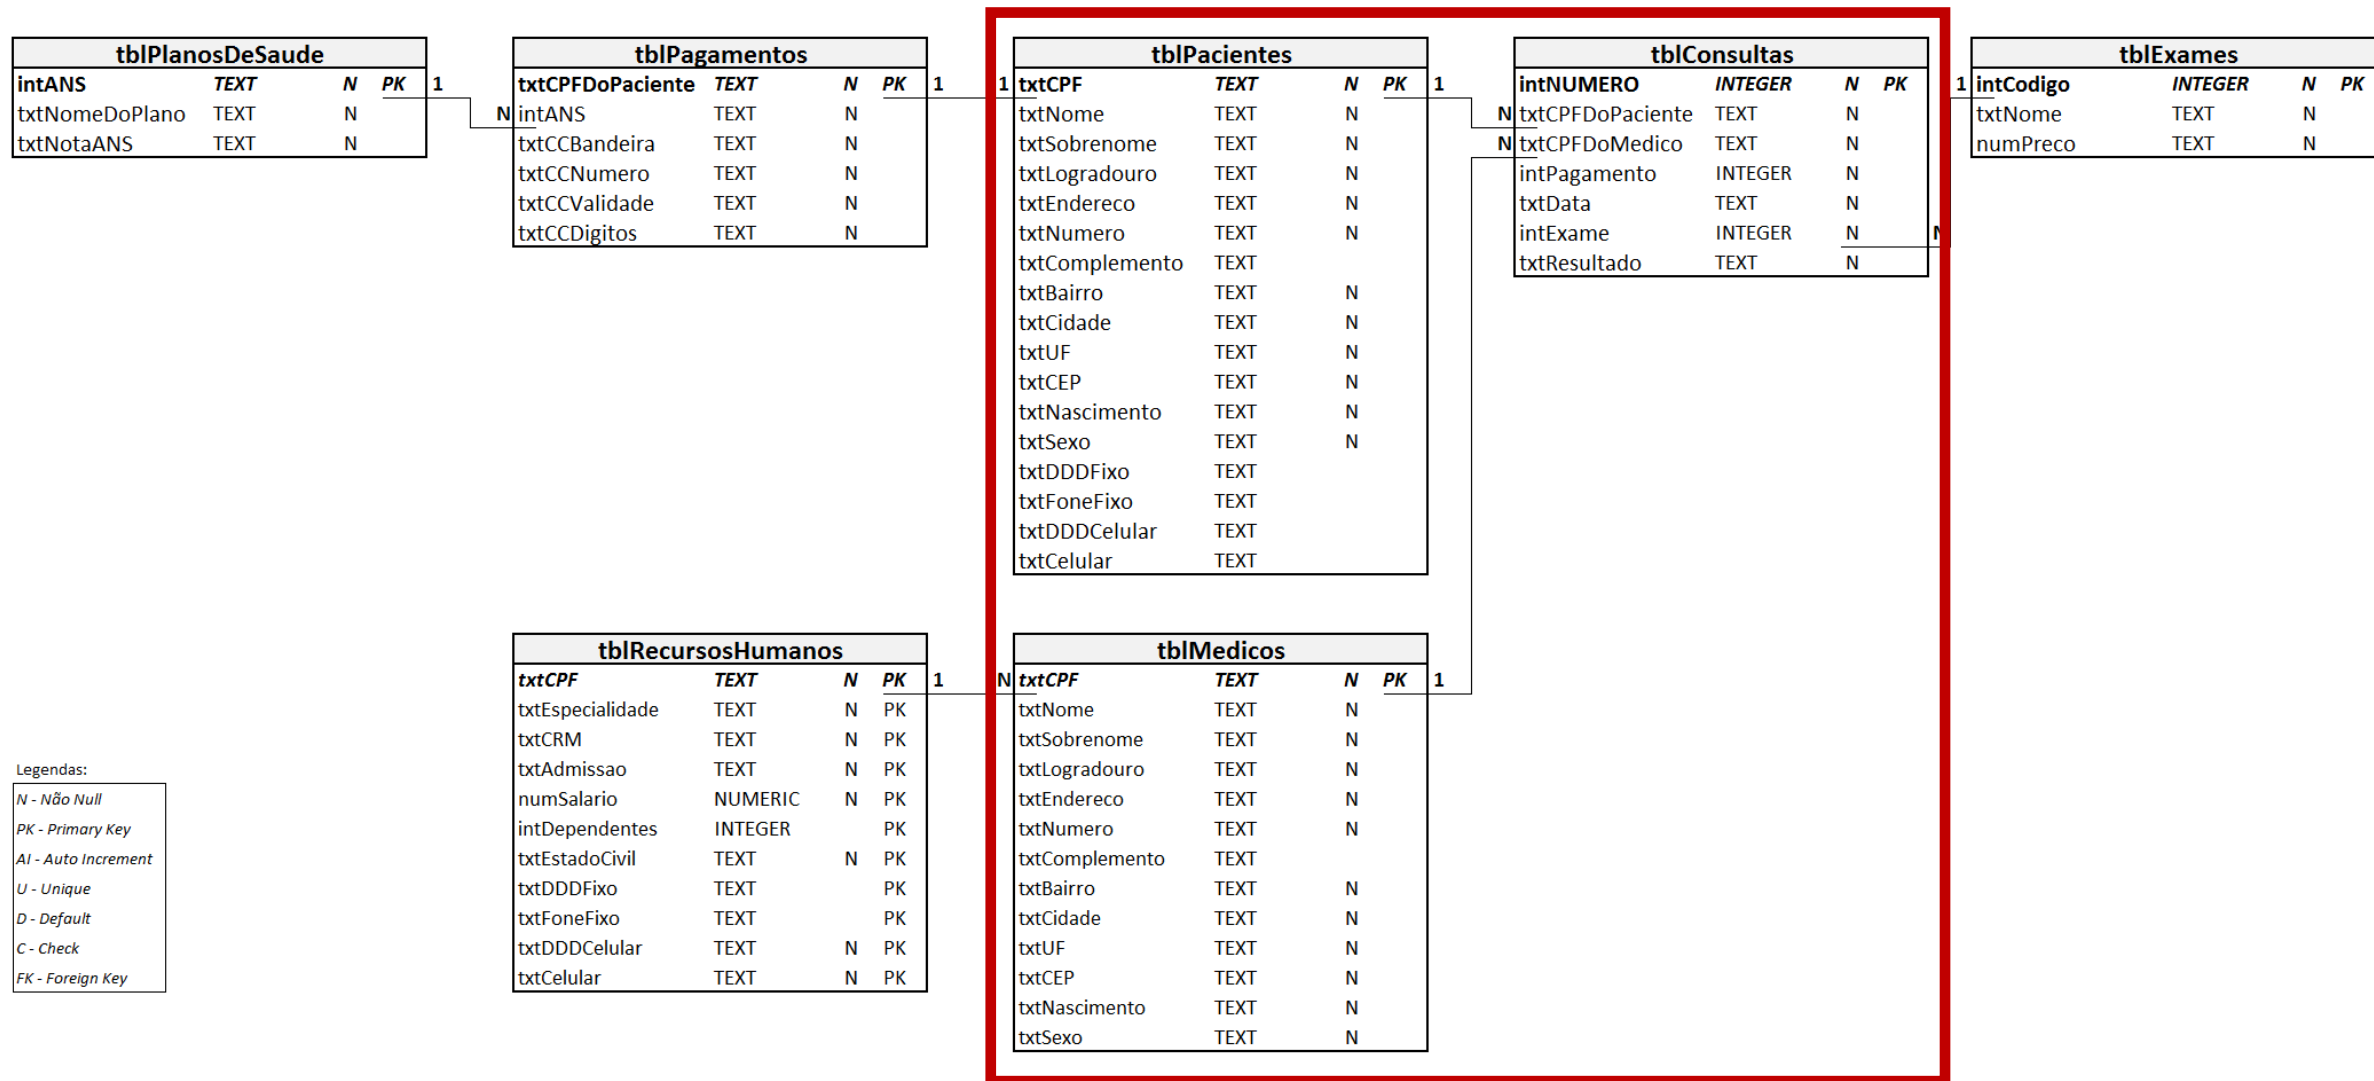 tblPlanosDeSaude
intANS TEXT N PK 1
txtNomeDoPlano TEXT N
txtNotaANS TEXT N
tblPagamentos
txtCPFDoPaciente TEXT N PK 1
N intANS TEXT N
txtCCBandeira TEXT N
txtCCNumero TEXT N
txtCCValidade TEXT N
txtCCDigitos TEXT N
tblPacientes
1 txtCPF TEXT N PK 1
txtNome TEXT N
txtSobrenome TEXT N
txtLogradouro TEXT N
txtEndereco TEXT N
txtNumero TEXT N
txtComplemento TEXT
txtBairro TEXT N
txtCidade TEXT N
txtUF TEXT N
txtCEP TEXT N
txtNascimento TEXT N
txtSexo TEXT N
txtDDDFixo TEXT
txtFoneFixo TEXT
txtDDDCelular TEXT
txtCelular TEXT
tblConsultas
intNUMERO INTEGER N PK
N txtCPFDoPaciente TEXT N
N txtCPFDoMedico TEXT N
intPagamento INTEGER N
txtData TEXT N
intExame INTEGER N N
txtResultado TEXT N
tblExames
1 intCodigo INTEGER N PK
txtNome TEXT N
numPreco TEXT N
tblRecursosHumanos
txtCPF TEXT N PK 1
txtEspecialidade TEXT N PK
txtCRM TEXT N PK
txtAdmissao TEXT N PK
numSalario NUMERIC N PK
intDependentes INTEGER PK
txtEstadoCivil TEXT N PK
txtDDDFixo TEXT PK
txtFoneFixo TEXT PK
txtDDDCelular TEXT N PK
txtCelular TEXT N PK
tblMedicos
N txtCPF TEXT N PK 1
txtNome TEXT N
txtSobrenome TEXT N
txtLogradouro TEXT N
txtEndereco TEXT N
txtNumero TEXT N
txtComplemento TEXT
txtBairro TEXT N
txtCidade TEXT N
txtUF TEXT N
txtCEP TEXT N
txtNascimento TEXT N
txtSexo TEXT N
Legendas:
N - Não Null
PK - Primary Key
AI - Auto Increment
U - Unique
D - Default
C - Check
FK - Foreign Key